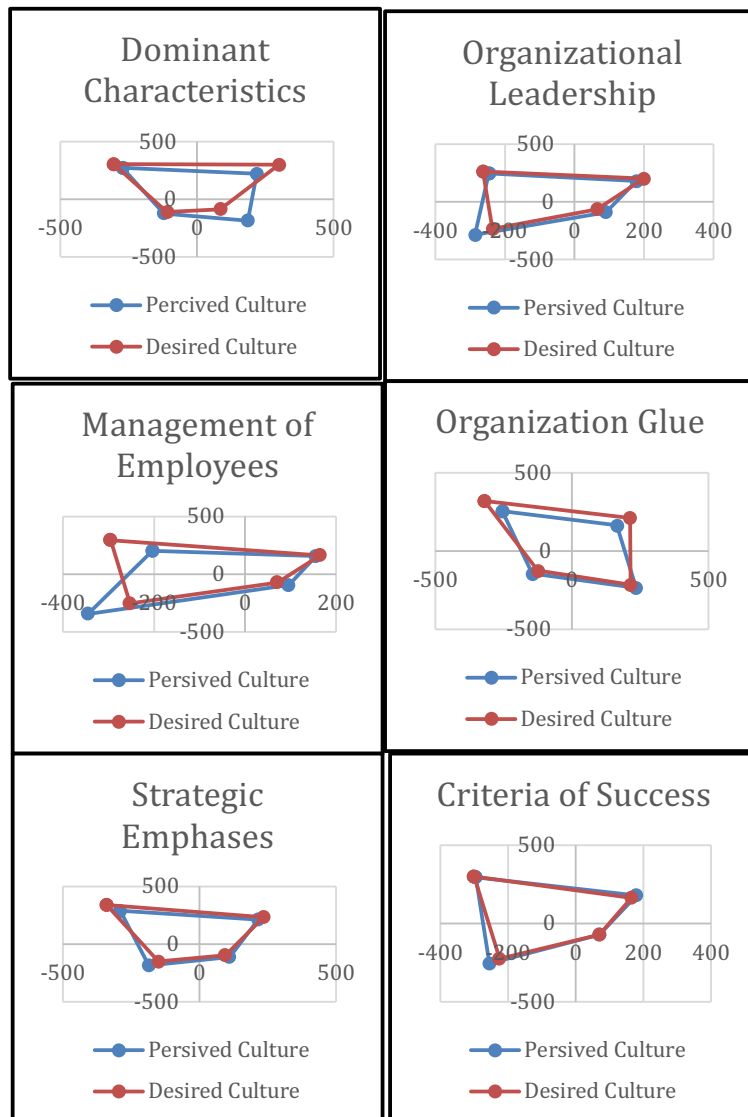 Dominant
Characteristics
500
0
-500 0 500
-500
Percived Culture
Desired Culture
Organizational
Leadership
500
0
-400 -200 0 200 400
-500
Persived Culture
Desired Culture
Management of
Employees
500
0
-400 -200 0 200
-500
Persived Culture
Desired Culture
Organization Glue
500
0
-500 0 500
-500
Persived Culture
Desired Culture
Strategic
Emphases
500
0
-500 0 500
-500
Persived Culture
Desired Culture
Criteria of Success
500
0
-400 -200 0 200 400
-500
Persived Culture
Desired Culture